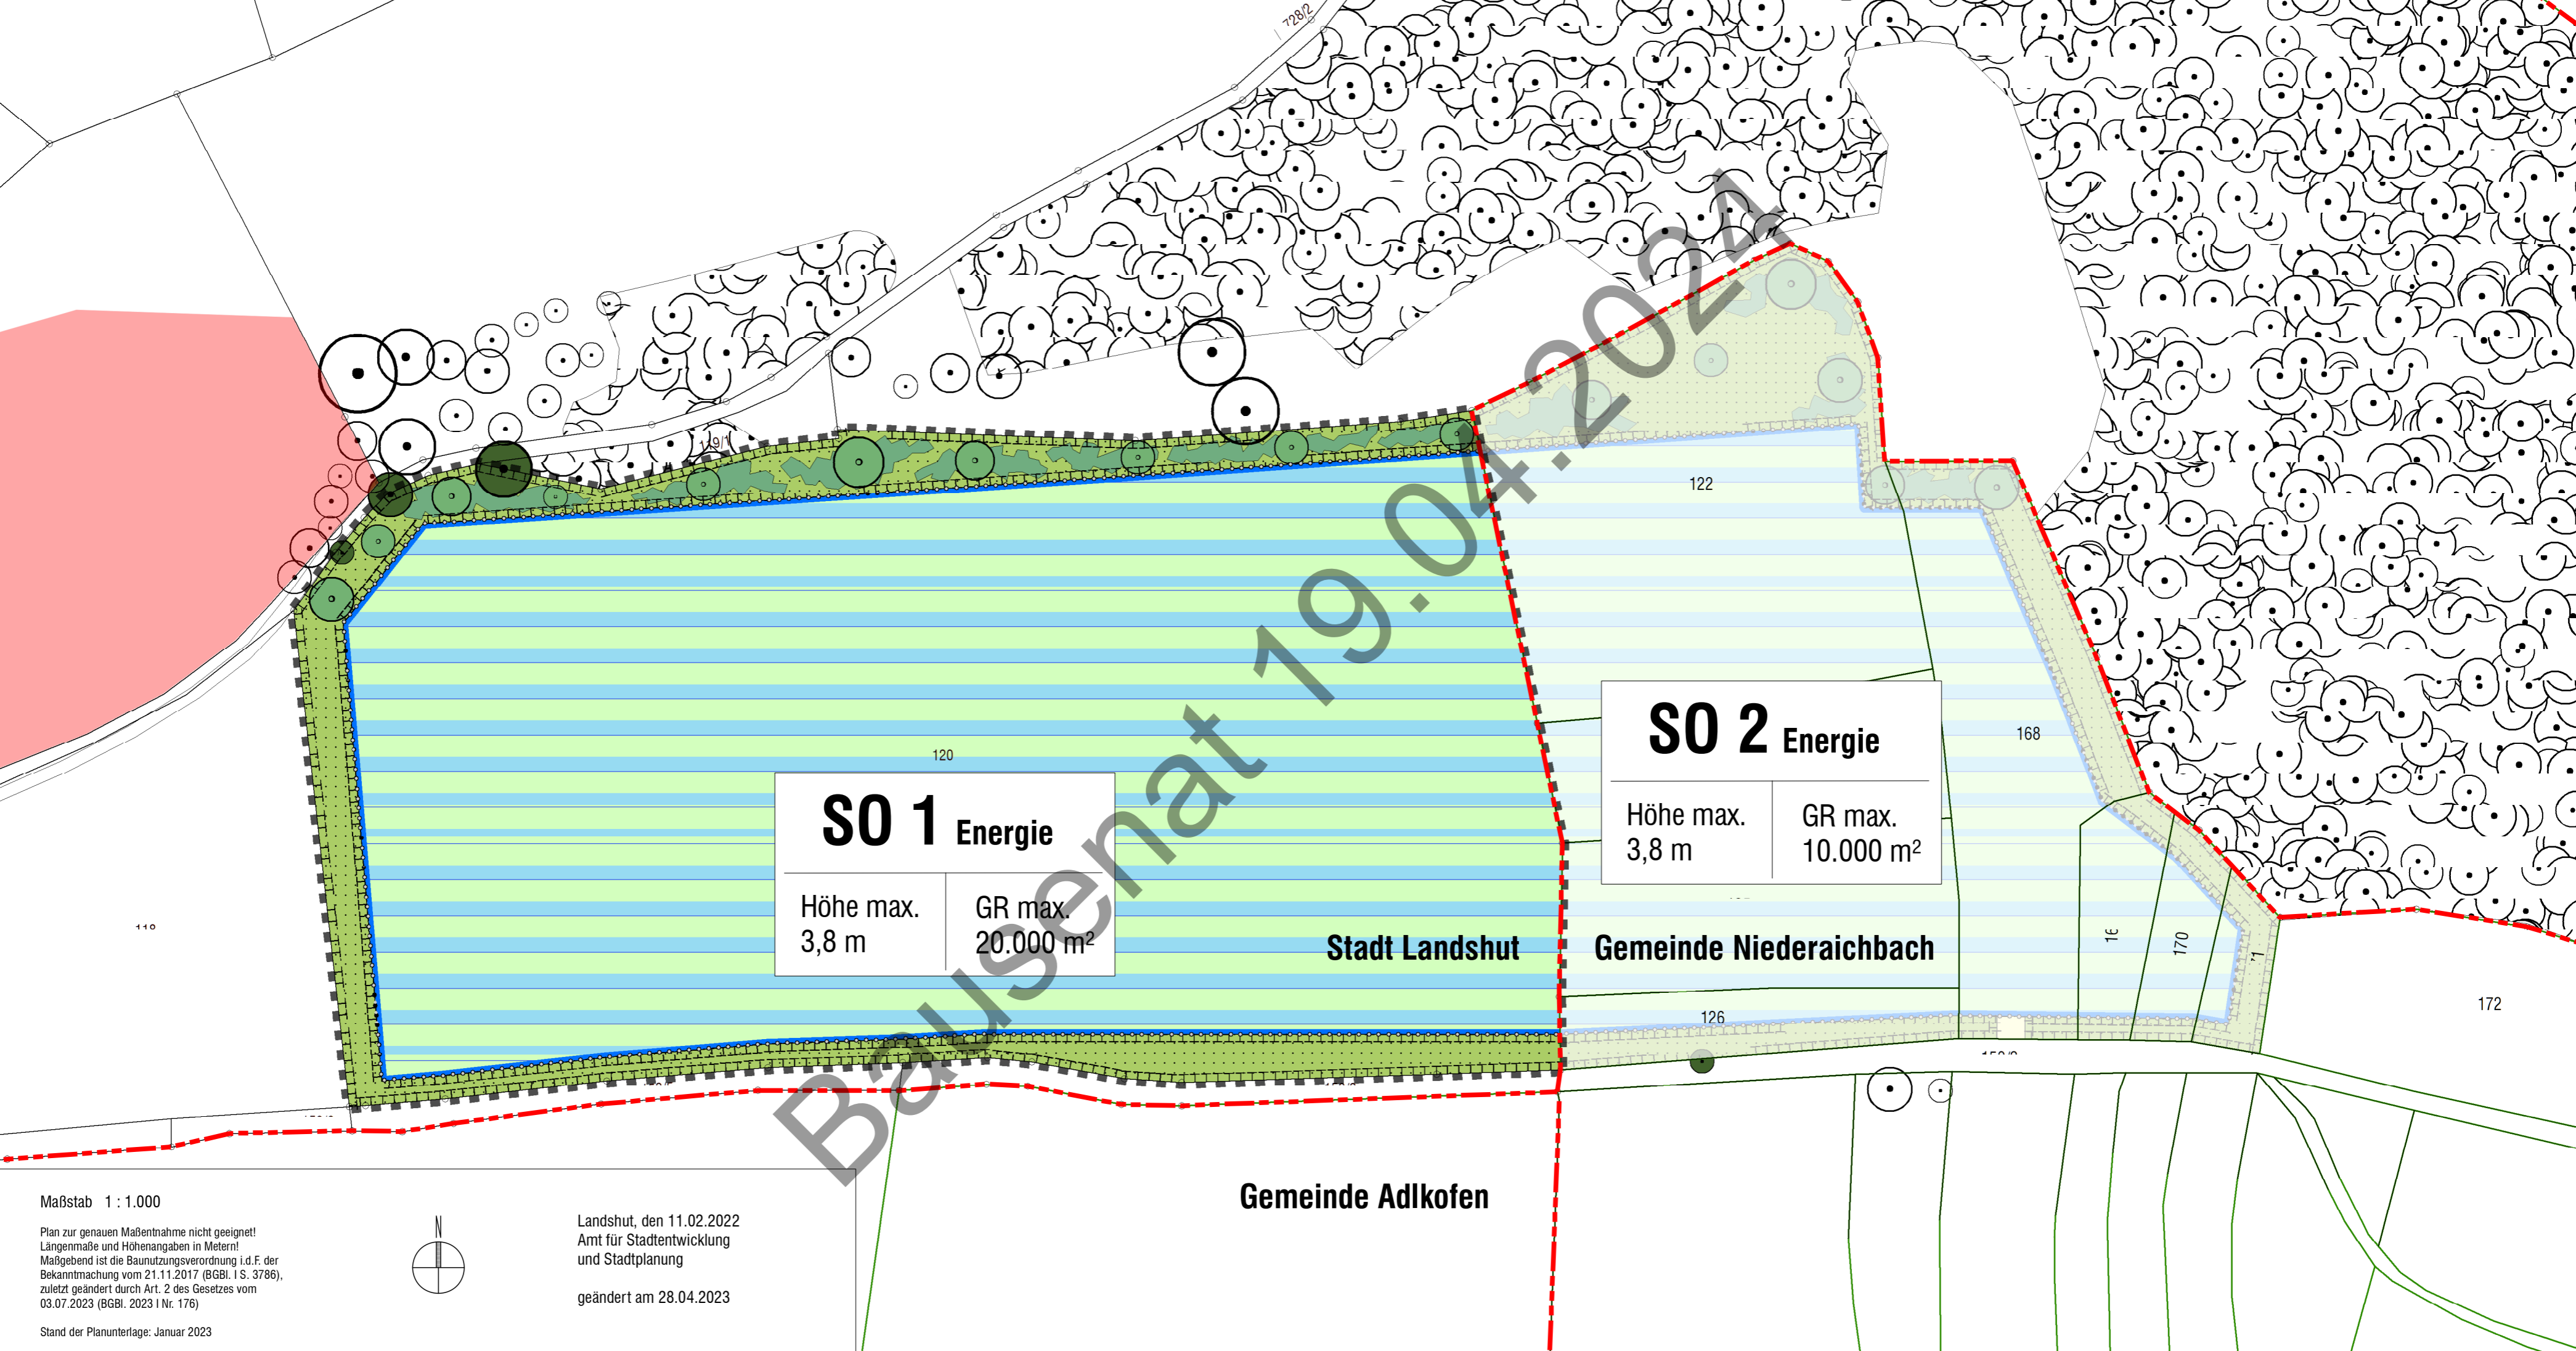 728/2
119/1
122
168
120
SO 1 Energie
Höhe max.
3,8 m
GR max.
20.000 m²
SO 2 Energie
Höhe max.
3,8 m
GR max.
10.000 m²
118
Stadt Landshut
Gemeinde Niederaichbach
170
172
126
Gemeinde Adlkofen
Bausenat 19.04.2024
Maßstab 1 : 1.000
Plan zur genauen Maßentnahme nicht geeignet!
Längenmaße und Höhenangaben in Metern!
Maßgebend ist die Baunutzungsverordnung i.d.F. der
Bekanntmachung vom 21.11.2017 (BGBl. I S. 3786),
zuletzt geändert durch Art. 2 des Gesetzes vom
03.07.2023 (BGBl. 2023 I Nr. 176)
Stand der Planunterlage: Januar 2023
N
Landshut, den 11.02.2022
Amt für Stadtentwicklung
und Stadtplanung
geändert am 28.04.2023